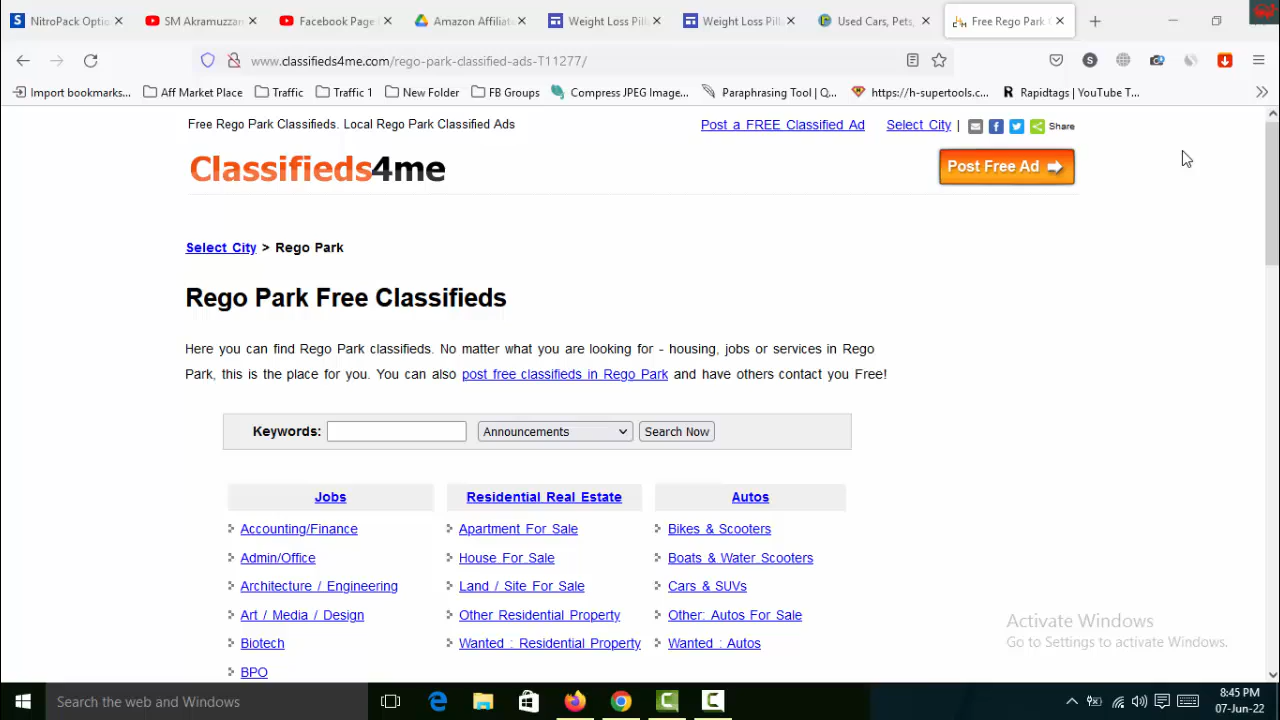 NitroPack Optio
SM Akramuzzan
Facebook Page
Amazon Affiliate
Weight Loss Pill
Weight Loss Pill
Used Cars, Pets,
Free Rego Park
www.classifieds4me.com/rego-park-classified-ads-T11277/
Import bookmarks... Aff Market Place Traffic Traffic 1 New Folder FB Groups Compress JPEG Image... Paraphrasing Tool | Q... https://h-supertools.c... Rapidtags | YouTube T...
Free Rego Park Classifieds. Local Rego Park Classified Ads
Post a FREE Classified Ad Select City | Share
Classifieds4me
Post Free Ad
Select City > Rego Park
Rego Park Free Classifieds
Here you can find Rego Park classifieds. No matter what you are looking for - housing, jobs or services in Rego
Park, this is the place for you. You can also post free classifieds in Rego Park and have others contact you Free!
Keywords: Announcements Search Now
Jobs Residential Real Estate Autos
Accounting/Finance Apartment For Sale Bikes & Scooters
Admin/Office House For Sale Boats & Water Scooters
Architecture / Engineering Land / Site For Sale Cars & SUVs
Art / Media / Design Other Residential Property Other: Autos For Sale
Biotech Wanted : Residential Property Wanted : Autos
BPO
Activate Windows
Go to Settings to activate Windows.
Search the web and Windows
8:45 PM
07-Jun-22